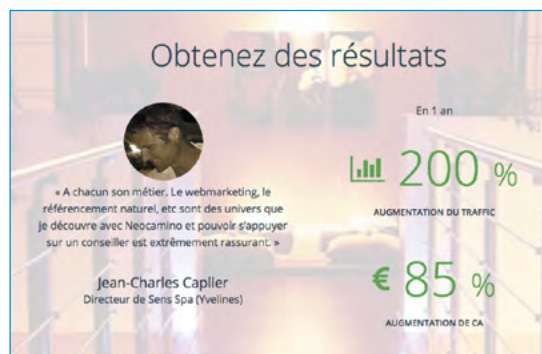 Obtenez des résultats
« A chacun son métier. Le webmarketing, le
référencement naturel, etc sont des univers que
je découvre avec Neocamino et pouvoir s'appuyer
sur un conseiller est extrêmement rassurant. »
Jean-Charles Capller
Directeur de Sens Spa (Yvelines)
En 1 an
200 %
AUGMENTATION DU TRAFFIC
€ 85 %
AUGMENTATION DE CA